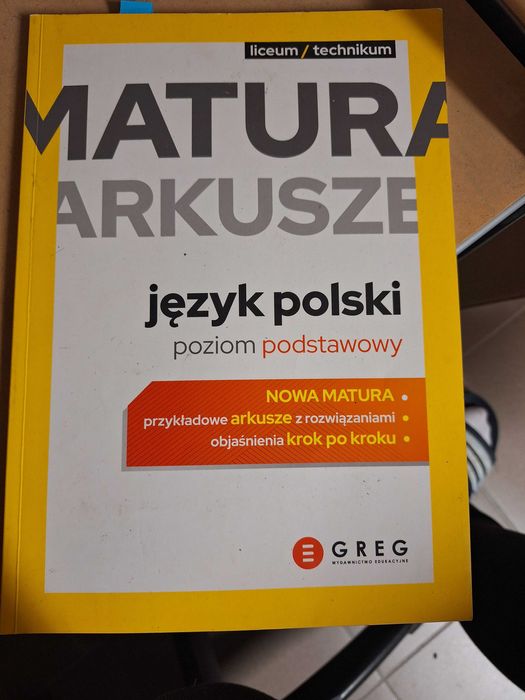 liceum / technikum
MATURA
ARKUSZE
język polski
poziom podstawowy
NOWA MATURA •
przykładowe arkusze z rozwiązaniami •
objaśnienia krok po kroku •
GREG
WYDAWNICTWO EDUKACYJNE